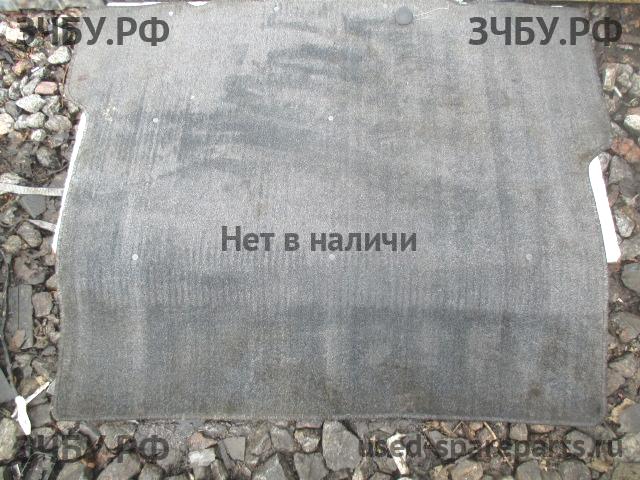 ЗЧБУ.РФ ЗЧБУ.РФ
Нет в наличи
ЗЧБУ.РФ used-spareparts.ru